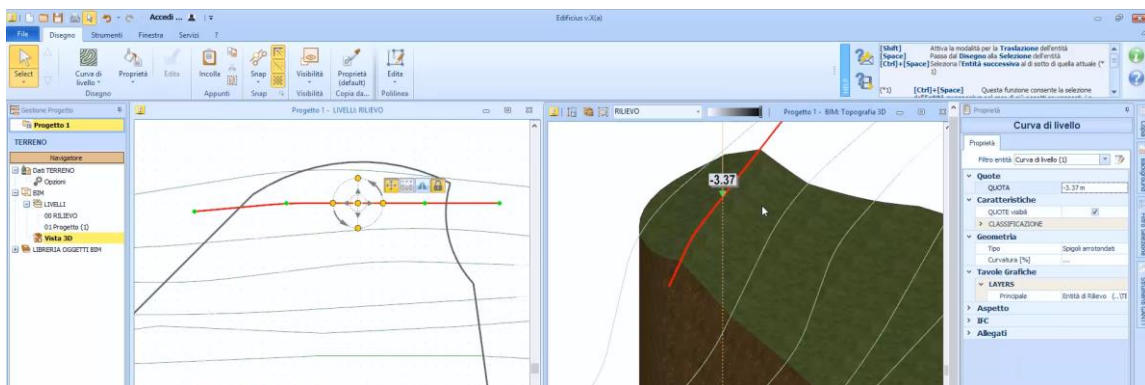 Accedi ...
Edificius v.X(a)
File
Disegno
Strumenti
Finestra
Servizi
?
Select
Curva di livello
Proprietà
Edita
Incolla
Snap
Visibilità
Proprietà (default)
Edita
Disegno
Appunti
Snap
Visibilità
Copia da...
Polilinea
HELP
[Shift] Attiva la modalità per la Traslazione dell'entità
[Space] Passa dal Disegno alla Selezione dell'entità
[Ctrl]+[Space] Seleziona l'Entità successiva al di sotto di quella attuale (*
1)
(*1) [Ctrl]+[Space] Questa funzione consente la selezione
Gestione Progetto
Progetto 1
TERRENO
Navigatore
Dati TERRENO
Opzioni
BIM
LIVELLI
00 RILIEVO
01 Progetto (1)
Vista 3D
LIBRERIA OGGETTI BIM
Progetto 1 - LIVELLI: RILIEVO
RILIEVO
Progetto 1 - BIM: Topografia 3D
-3.37
Proprietà
Curva di livello
Proprietà
Filtro entità
Curva di livello (1)
Quote
QUOTA
-3.37 m
Caratteristiche
QUOTE visibili
CLASSIFICAZIONE
Geometria
Tipo
Spigoli arrotondati
Curvatura [%]
....
Tavole Grafiche
LAYERS
Principale
Entità di Rilievo
Aspetto
IFC
Allegati